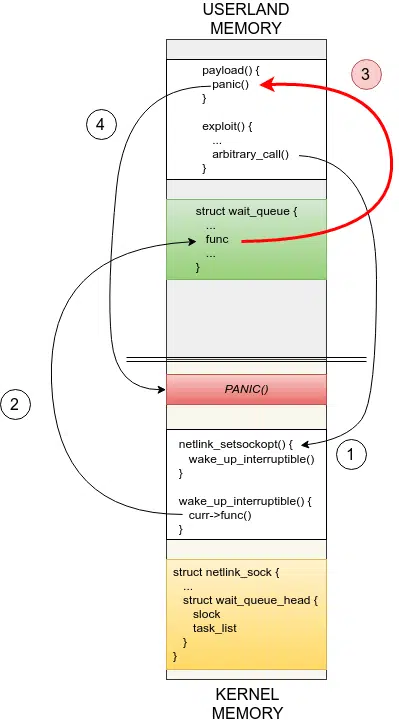 USERLAND
MEMORY
payload() {
panic()
}
3
4
exploit() {
...
arbitrary_call()
}
struct wait_queue {
...
func
...
}
PANIC()
2
netlink_setsockopt() {
wake_up_interruptible()
}
1
wake_up_interruptible() {
curr->func()
}
struct netlink_sock {
...
struct wait_queue_head {
slock
task_list
}
}
KERNEL
MEMORY